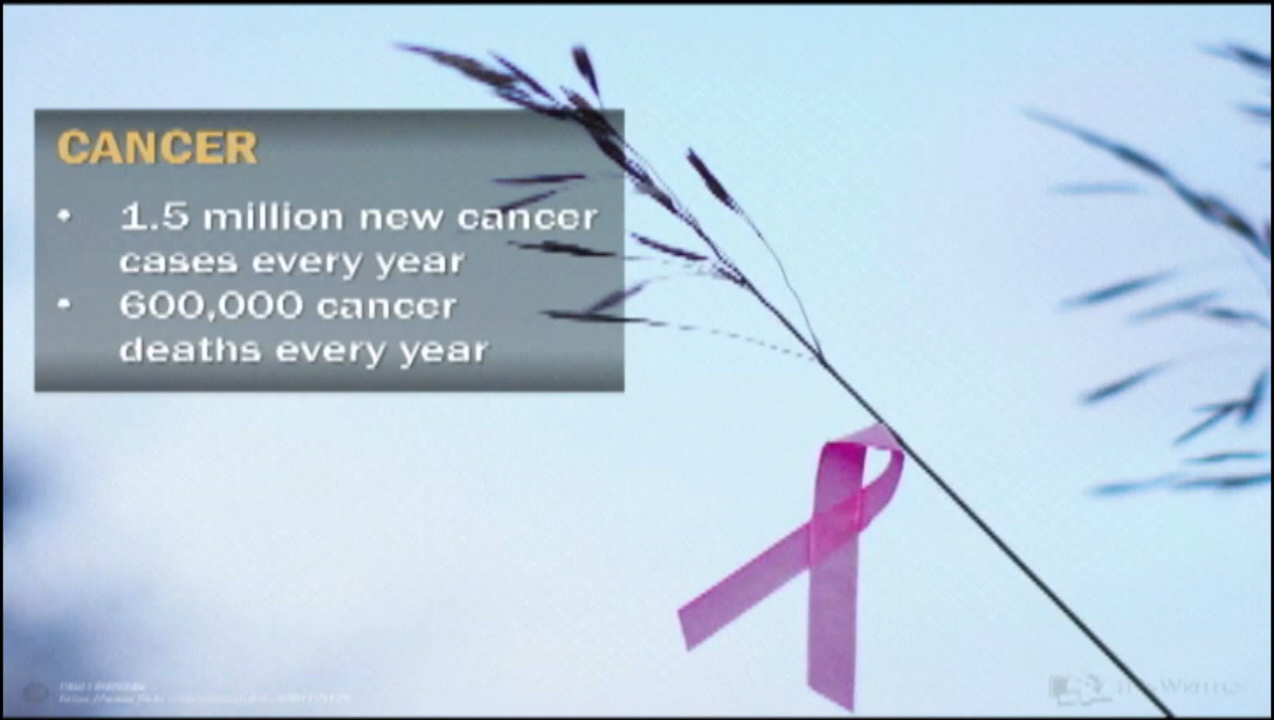 CANCER
• 1.5 million new cancer
cases every year
• 600,000 cancer
deaths every year